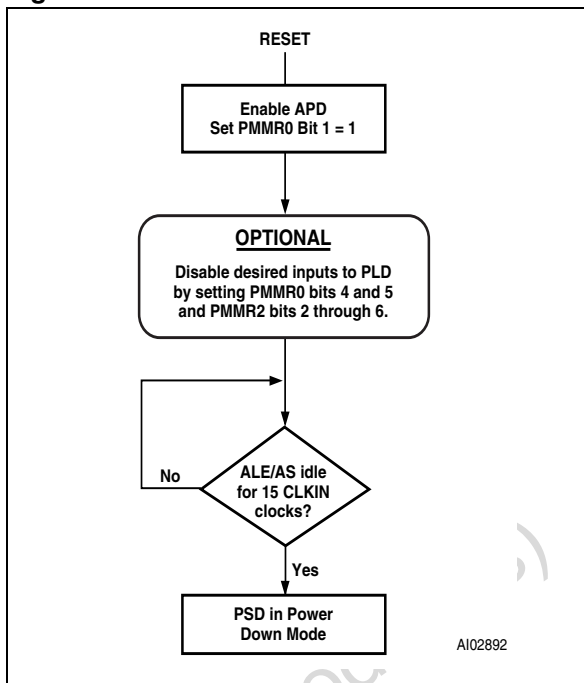 RESET
Enable APD
Set PMMR0 Bit 1 = 1
OPTIONAL
Disable desired inputs to PLD
by setting PMMR0 bits 4 and 5
and PMMR2 bits 2 through 6.
No
ALE/AS idle
for 15 CLKIN
clocks?
Yes
PSD in Power
Down Mode
AI02892